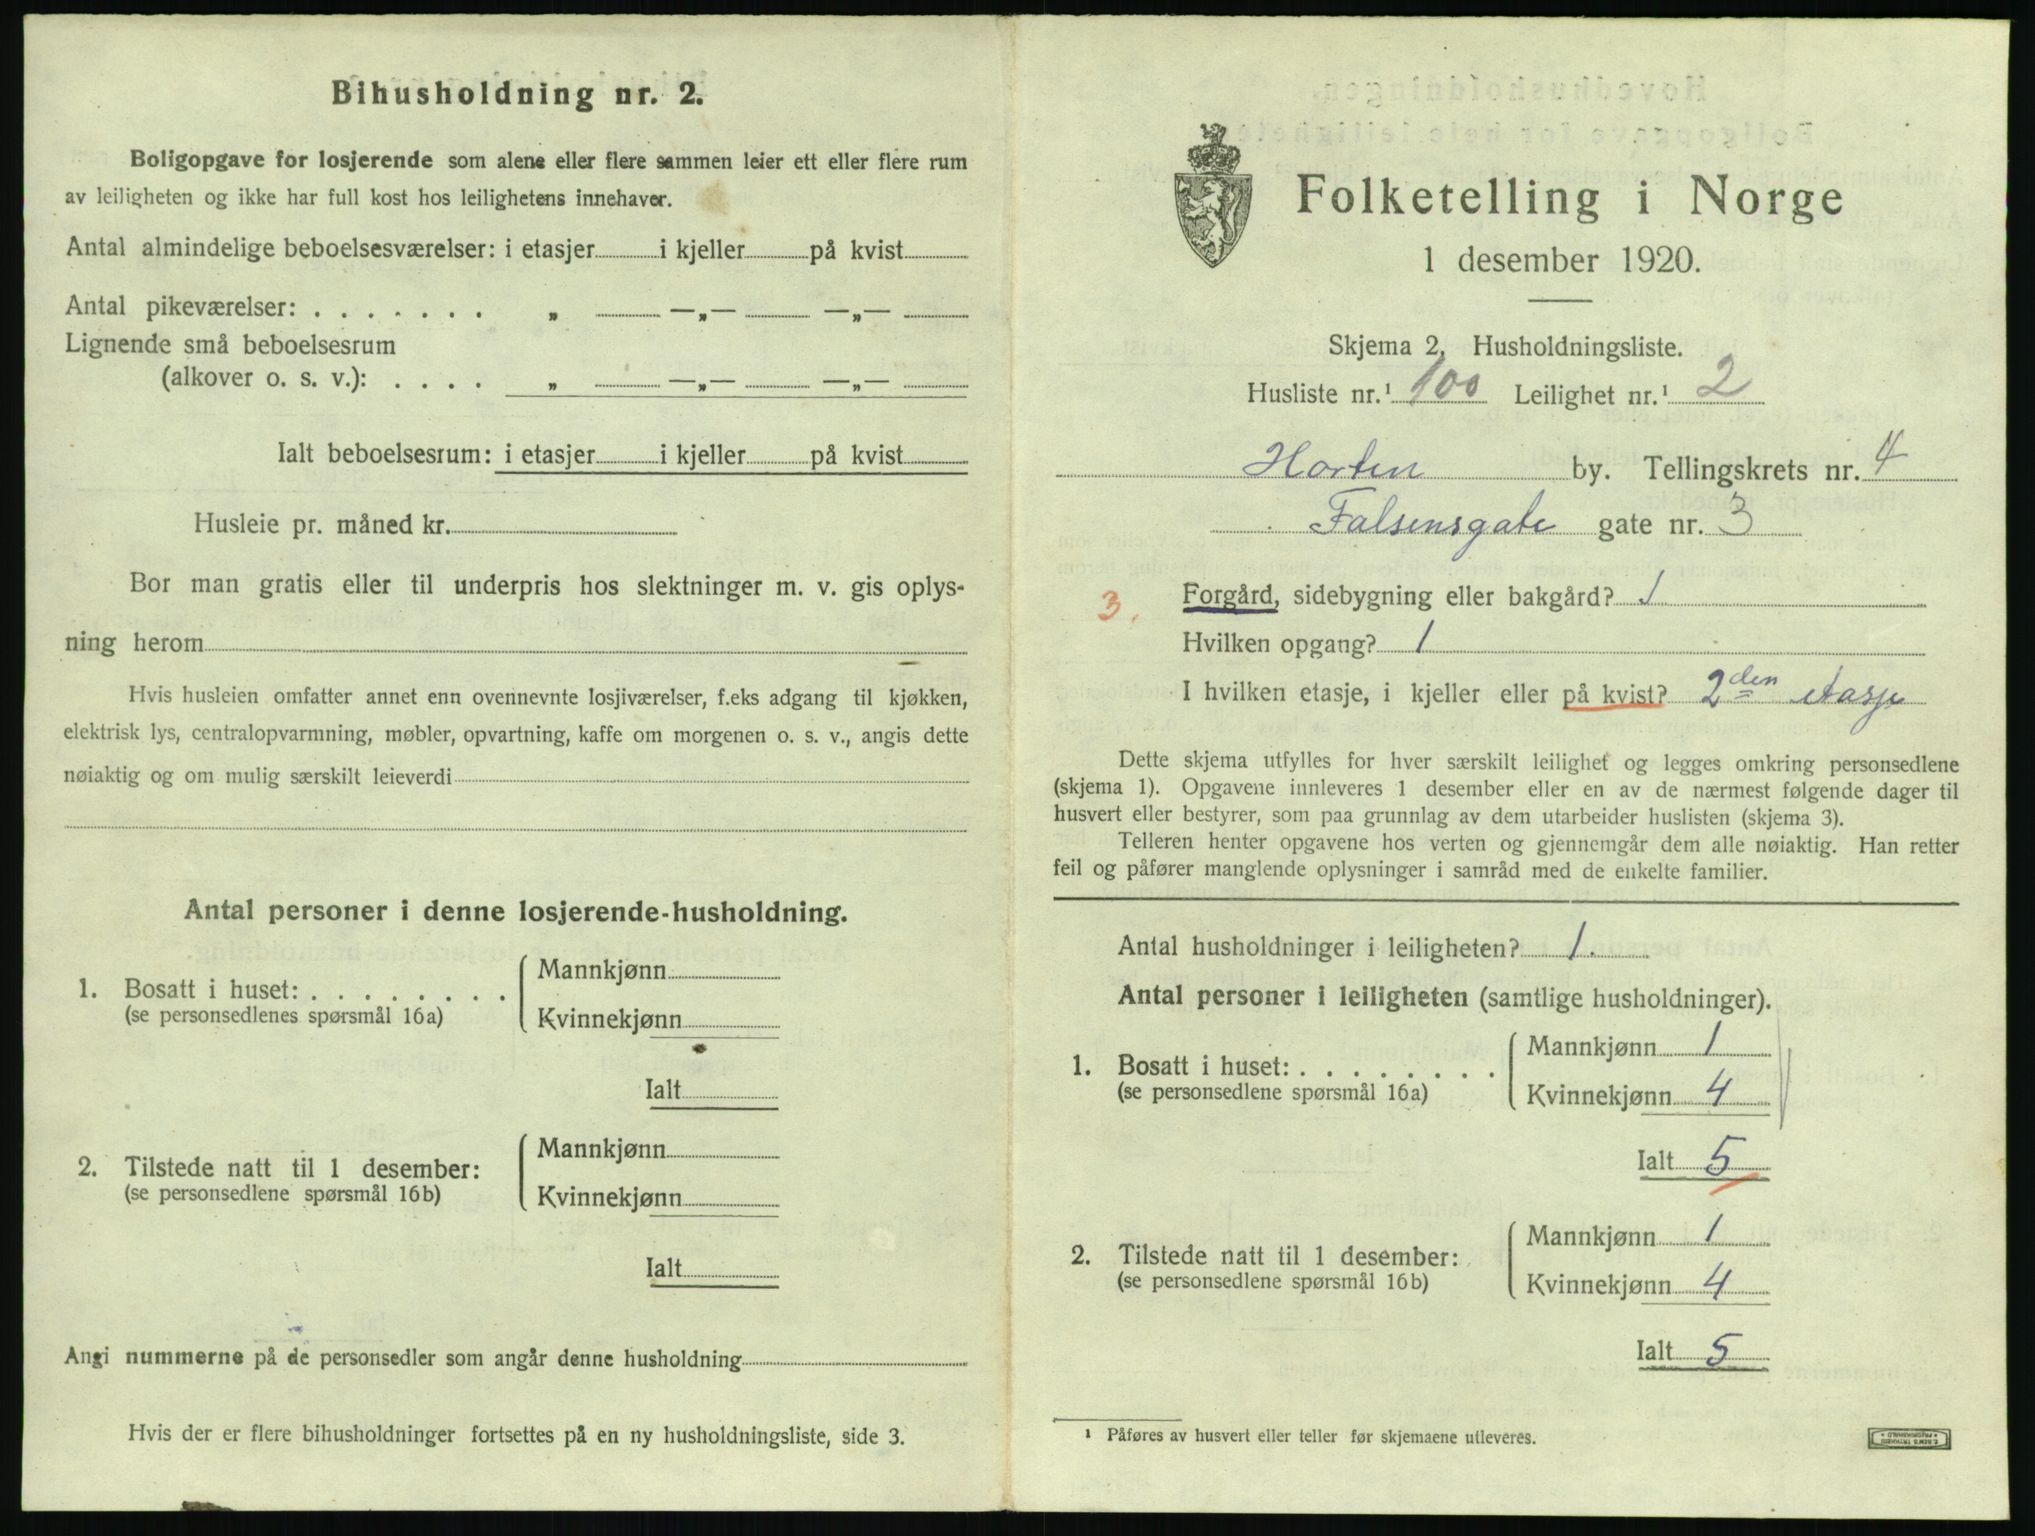 Bihusholdning nr. 2.
Boligopgave for losjerende som alene eller flere sammen leier ett eller flere rum
av leiligheten og ikke har full kost hos leilighetens innehaver.
Antal almindelige beboelsesværelser: i etasjer i kjeller på kvist
Antal pikeværelser: . . . . . . . „ —„— —„—
Lignende små beboelsesrum
(alkover o. s. v.): . . . . „ —„— —„—
Ialt beboelsesrum: i etasjer i kjeller på kvist
Husleie pr. måned kr.
Bor man gratis eller til underpris hos slektninger m. v. gis oplys-
ning herom
Hvis husleien omfatter annet enn ovennevnte losjiværelser, f.eks adgang til kjøkken,
elektrisk lys, centralopvarmning, møbler, opvartning, kaffe om morgenen o. s. v., angis dette
nøiaktig og om mulig særskilt leieverdi
Antal personer i denne losjerende-husholdning.
1. Bosatt i huset: . . . . . . . .
(se personsedlenes spørsmål 16a)
Mannkjønn
Kvinnekjønn
Ialt
2. Tilstede natt til 1 desember:
(se personsedlene spørsmål 16b)
Mannkjønn
Kvinnekjønn
Ialt
Angi nummerne på de personsedler som angår denne husholdning
Hvis der er flere bihusholdninger fortsettes på en ny husholdningsliste, side 3.
Folketelling i Norge
1 desember 1920.
Skjema 2. Husholdningsliste.
Husliste nr.¹ 100 Leilighet nr.¹ 2
Horten by. Tellingskrets nr. 4
Falsensgate gate nr. 3
3. Forgård, sidebygning eller bakgård? 1
Hvilken opgang? 1
I hvilken etasje, i kjeller eller på kvist? 2den etasje
Dette skjema utfylles for hver særskilt leilighet og legges omkring personsedlene
(skjema 1). Opgavene innleveres 1 desember eller en av de nærmest følgende dager til
husvert eller bestyrer, som paa grunnlag av dem utarbeider huslisten (skjema 3).
Telleren henter opgavene hos verten og gjennemgår dem alle nøiaktig. Han retter
feil og påfører manglende oplysninger i samråd med de enkelte familier.
Antal husholdninger i leiligheten? 1.
Antal personer i leiligheten (samtlige husholdninger).
1. Bosatt i huset: . . . . . . . .
(se personsedlene spørsmål 16a)
Mannkjønn 1
Kvinnekjønn 4
Ialt 5
2. Tilstede natt til 1 desember:
(se personsedlene spørsmål 16b)
Mannkjønn 1
Kvinnekjønn 4
Ialt 5
¹ Påføres av husvert eller teller før skjemaene utleveres.